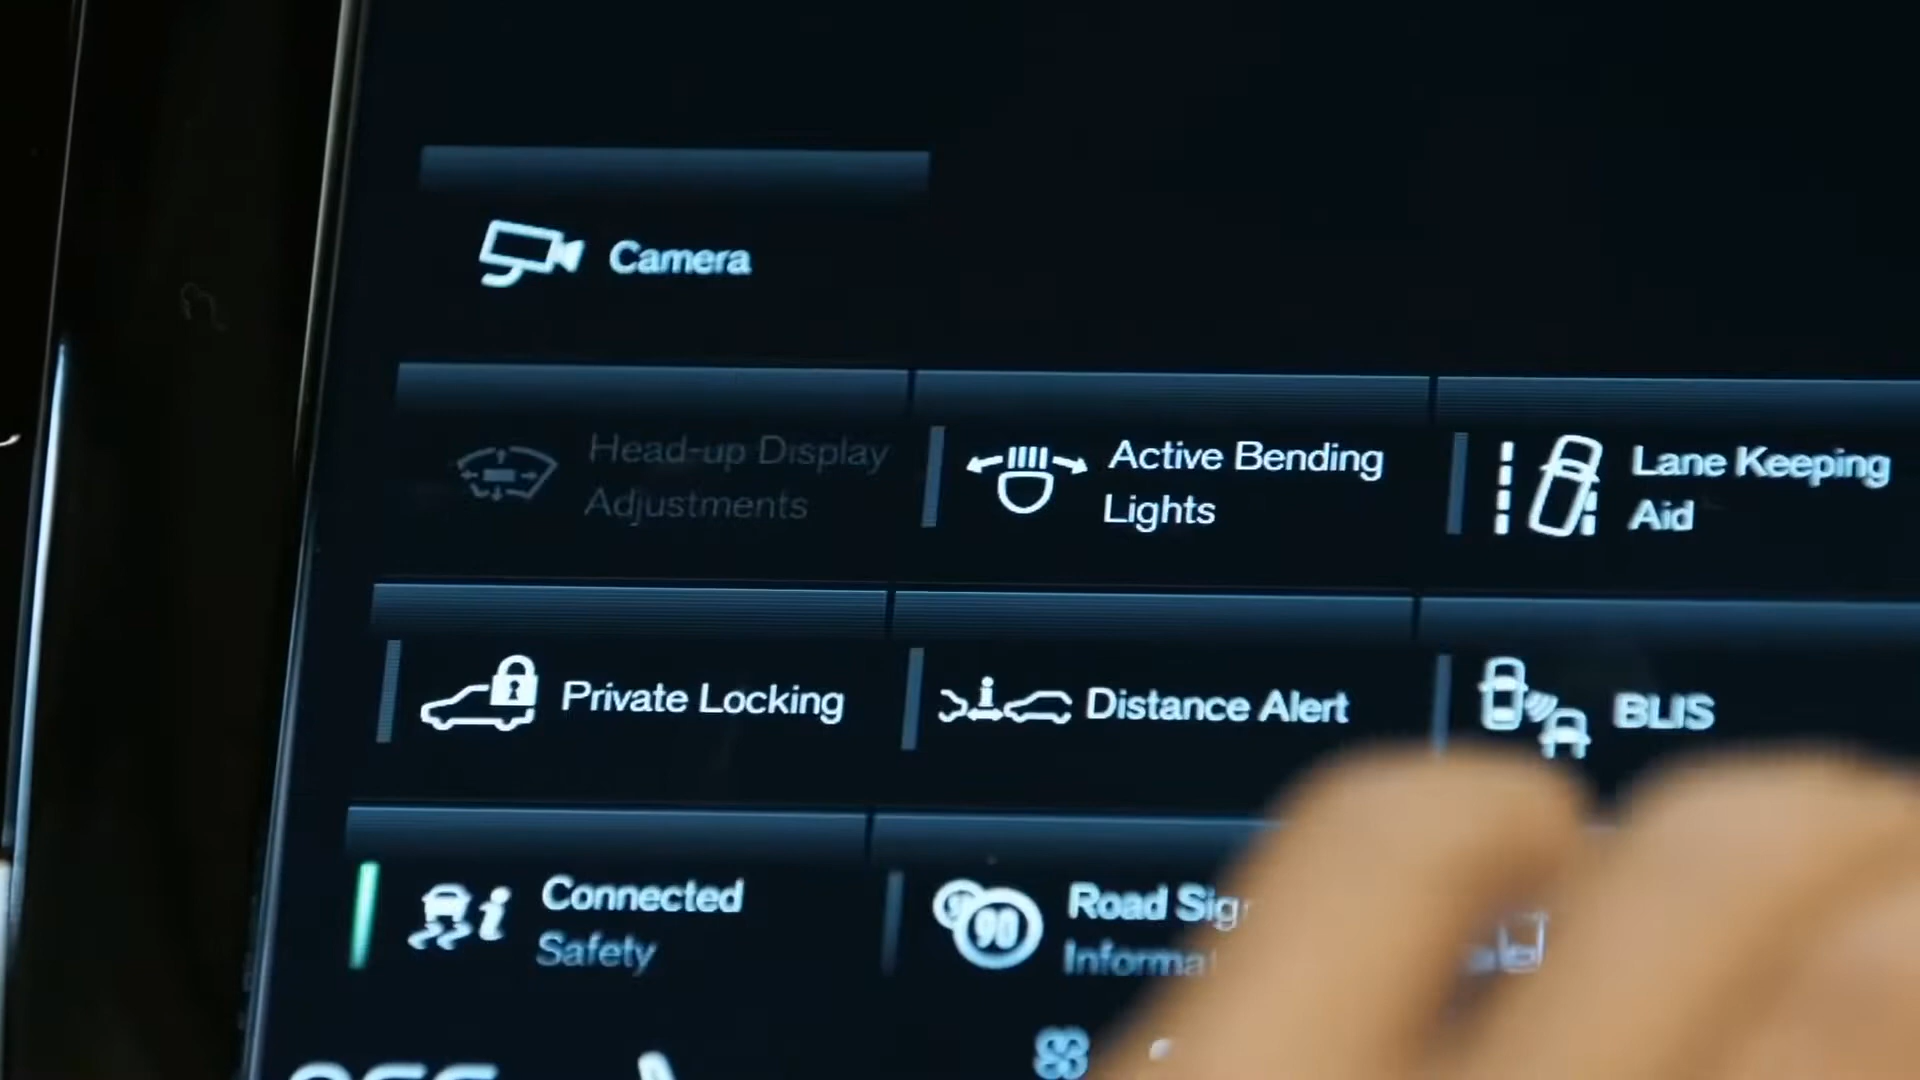 Camera
Head-up Display
Adjustments
Active Bending
Lights
Lane Keeping
Aid
Private Locking
Distance Alert
BLIS
Connected
Safety
90
Road